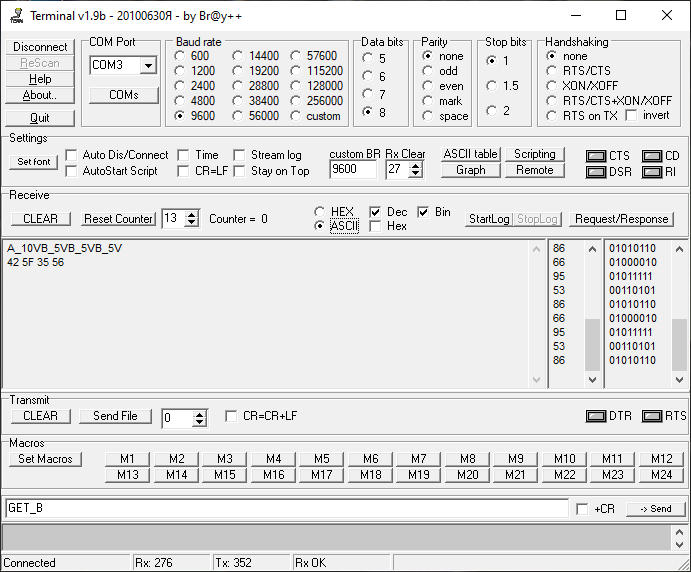 Terminal v1.9b - 20100630Я - by Br@y++
Disconnect
ReScan
Help
About..
Quit
COM Port
COM3
COMs
Baud rate
600 14400 57600
1200 19200 115200
2400 28800 128000
4800 38400 256000
9600 56000 custom
Data bits
5
6
7
8
Parity
none
odd
even
mark
space
Stop bits
1
1.5
2
Handshaking
none
RTS/CTS
XON/XOFF
RTS/CTS+XON/XOFF
RTS on TX invert
Settings
Set font
Auto Dis/Connect Time Stream log
AutoStart Script CR=LF Stay on Top
custom BR Rx Clear
9600 27
ASCII table Scripting
Graph Remote
CTS CD
DSR RI
Receive
CLEAR Reset Counter 13 Counter = 0
HEX Dec Bin
ASCII Hex
StartLog StopLog Request/Response
A_10VB_5VB_5VB_5V
42 5F 35 56
86 01010110
66 01000010
95 01011111
53 00110101
86 01010110
66 01000010
95 01011111
53 00110101
86 01010110
Transmit
CLEAR Send File 0 CR=CR+LF DTR RTS
Macros
Set Macros
M1 M2 M3 M4 M5 M6 M7 M8 M9 M10 M11 M12
M13 M14 M15 M16 M17 M18 M19 M20 M21 M22 M23 M24
GET_B +CR -> Send
Connected Rx: 276 Tx: 352 Rx OK